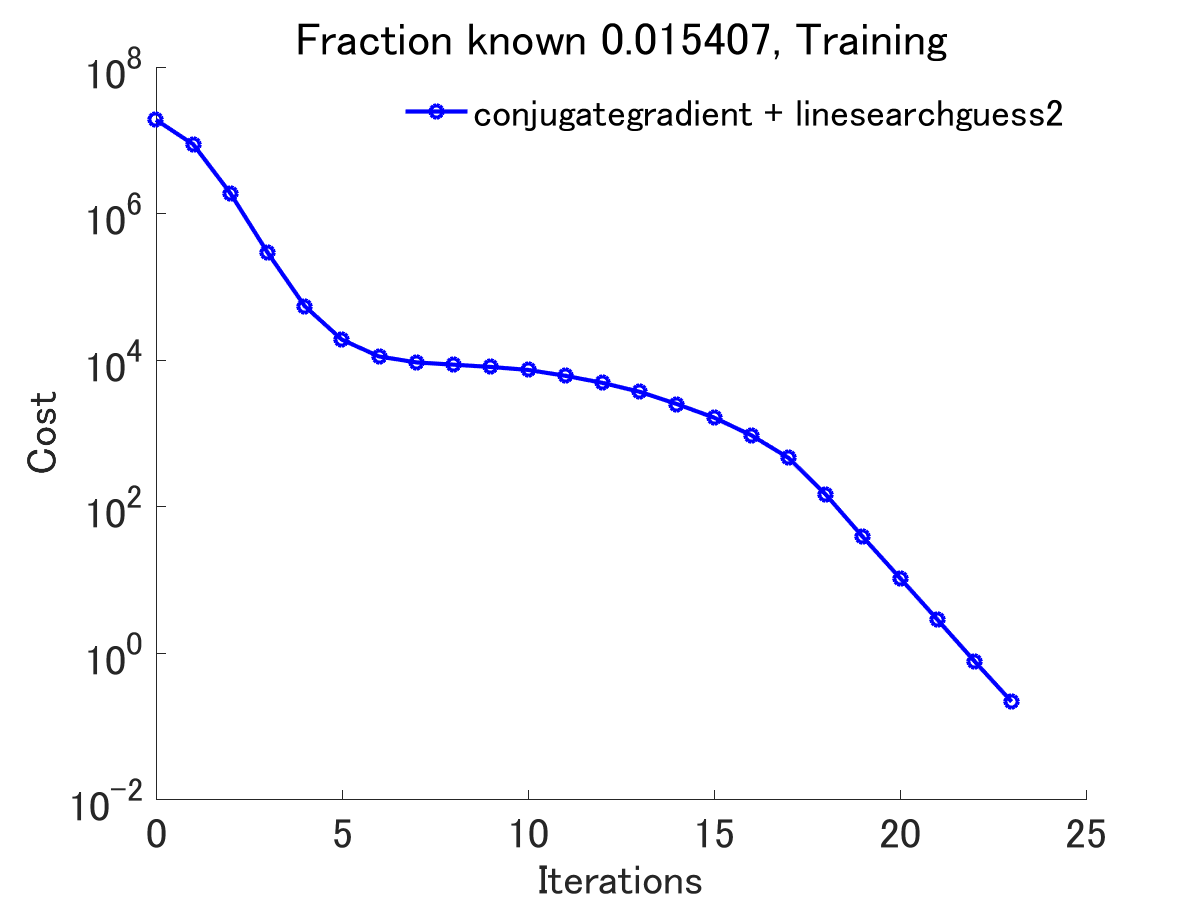 Fraction known 0.015407, Training
conjugategradient + linesearchguess2
10^8
10^6
10^4
10^2
10^0
10^-2
Cost
0 5 10 15 20 25
Iterations